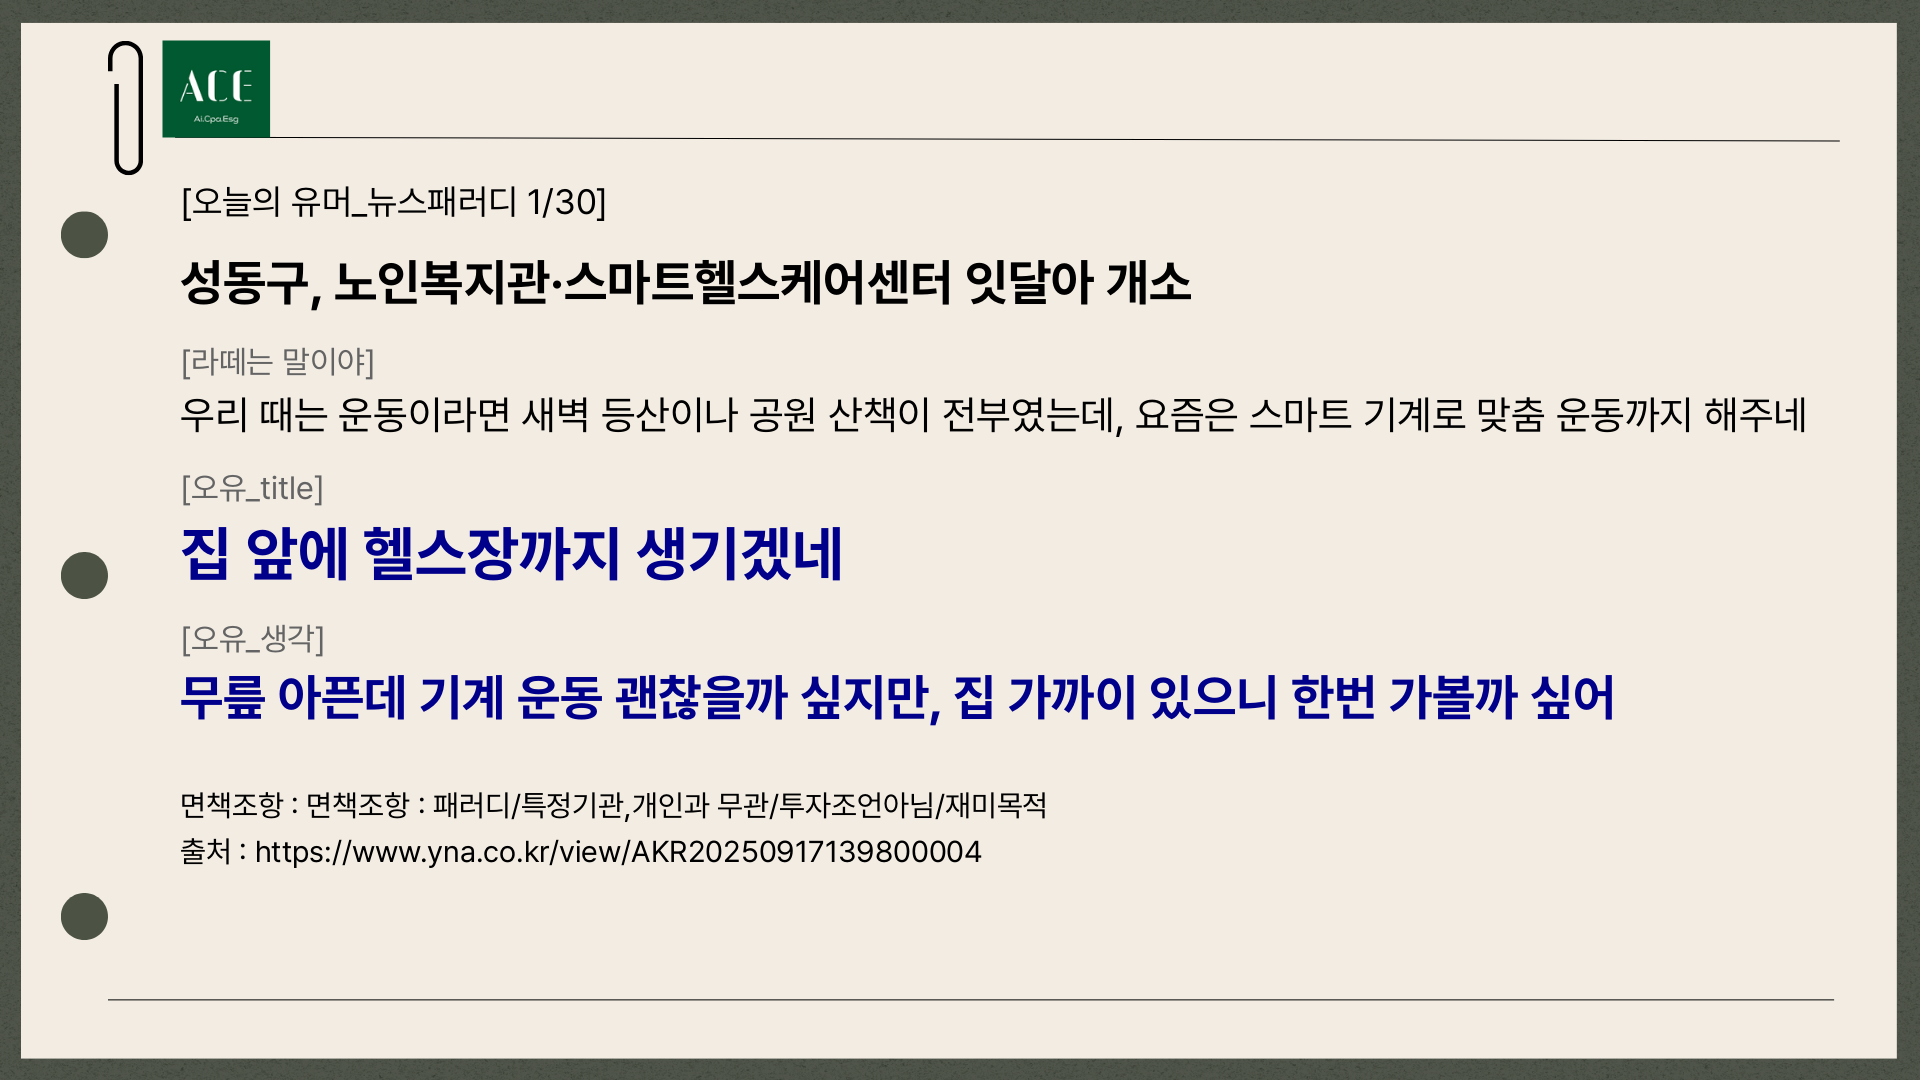 ACE
Ai.Cpa.Esg
[오늘의 유머_뉴스패러디 1/30]
성동구, 노인복지관·스마트헬스케어센터 잇달아 개소
[라떼는 말이야]
우리 때는 운동이라면 새벽 등산이나 공원 산책이 전부였는데, 요즘은 스마트 기계로 맞춤 운동까지 해주네
[오유_title]
집 앞에 헬스장까지 생기겠네
[오유_생각]
무릎 아픈데 기계 운동 괜찮을까 싶지만, 집 가까이 있으니 한번 가볼까 싶어
면책조항 : 면책조항 : 패러디/특정기관,개인과 무관/투자조언아님/재미목적
출처 : https://www.yna.co.kr/view/AKR20250917139800004